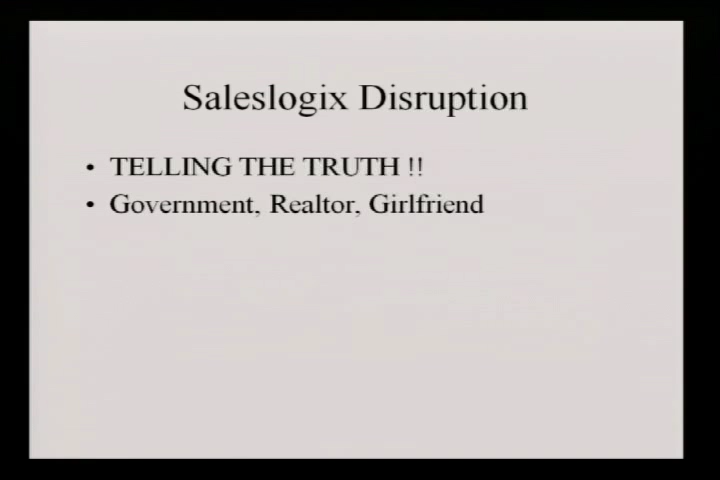 Saleslogix Disruption
• TELLING THE TRUTH !!
• Government, Realtor, Girlfriend